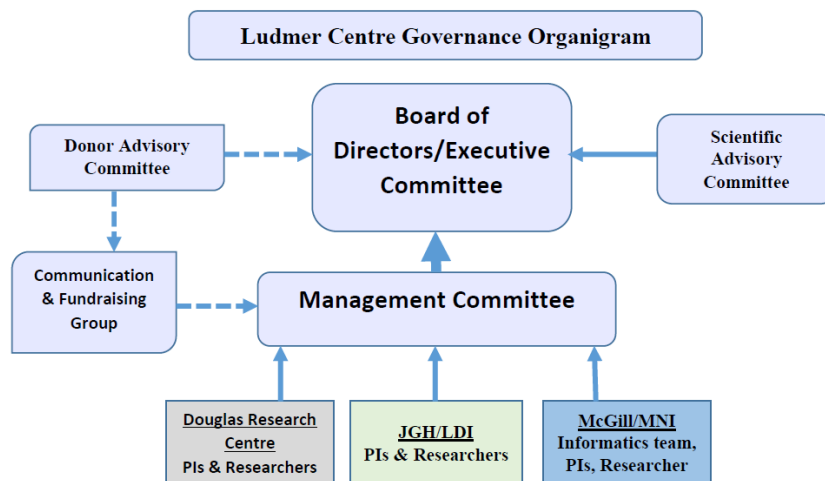 Ludmer Centre Governance Organigram
Donor Advisory
Committee
Board of
Directors/Executive
Committee
Scientific
Advisory
Committee
Communication
& Fundraising
Group
Management Committee
Douglas Research
Centre
PIs & Researchers
JGH/LDI
PIs & Researchers
McGill/MNI
Informatics team,
PIs, Researcher